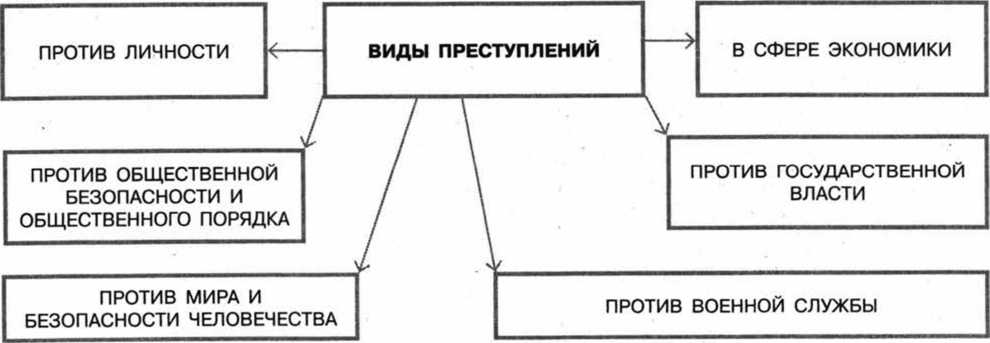 ПРОТИВ ЛИЧНОСТИ
ВИДЫ ПРЕСТУПЛЕНИЙ
В СФЕРЕ ЭКОНОМИКИ
ПРОТИВ ОБЩЕСТВЕННОЙ
БЕЗОПАСНОСТИ И
ОБЩЕСТВЕННОГО ПОРЯДКА
ПРОТИВ ГОСУДАРСТВЕННОЙ
ВЛАСТИ
ПРОТИВ МИРА И
БЕЗОПАСНОСТИ ЧЕЛОВЕЧЕСТВА
ПРОТИВ ВОЕННОЙ СЛУЖБЫ